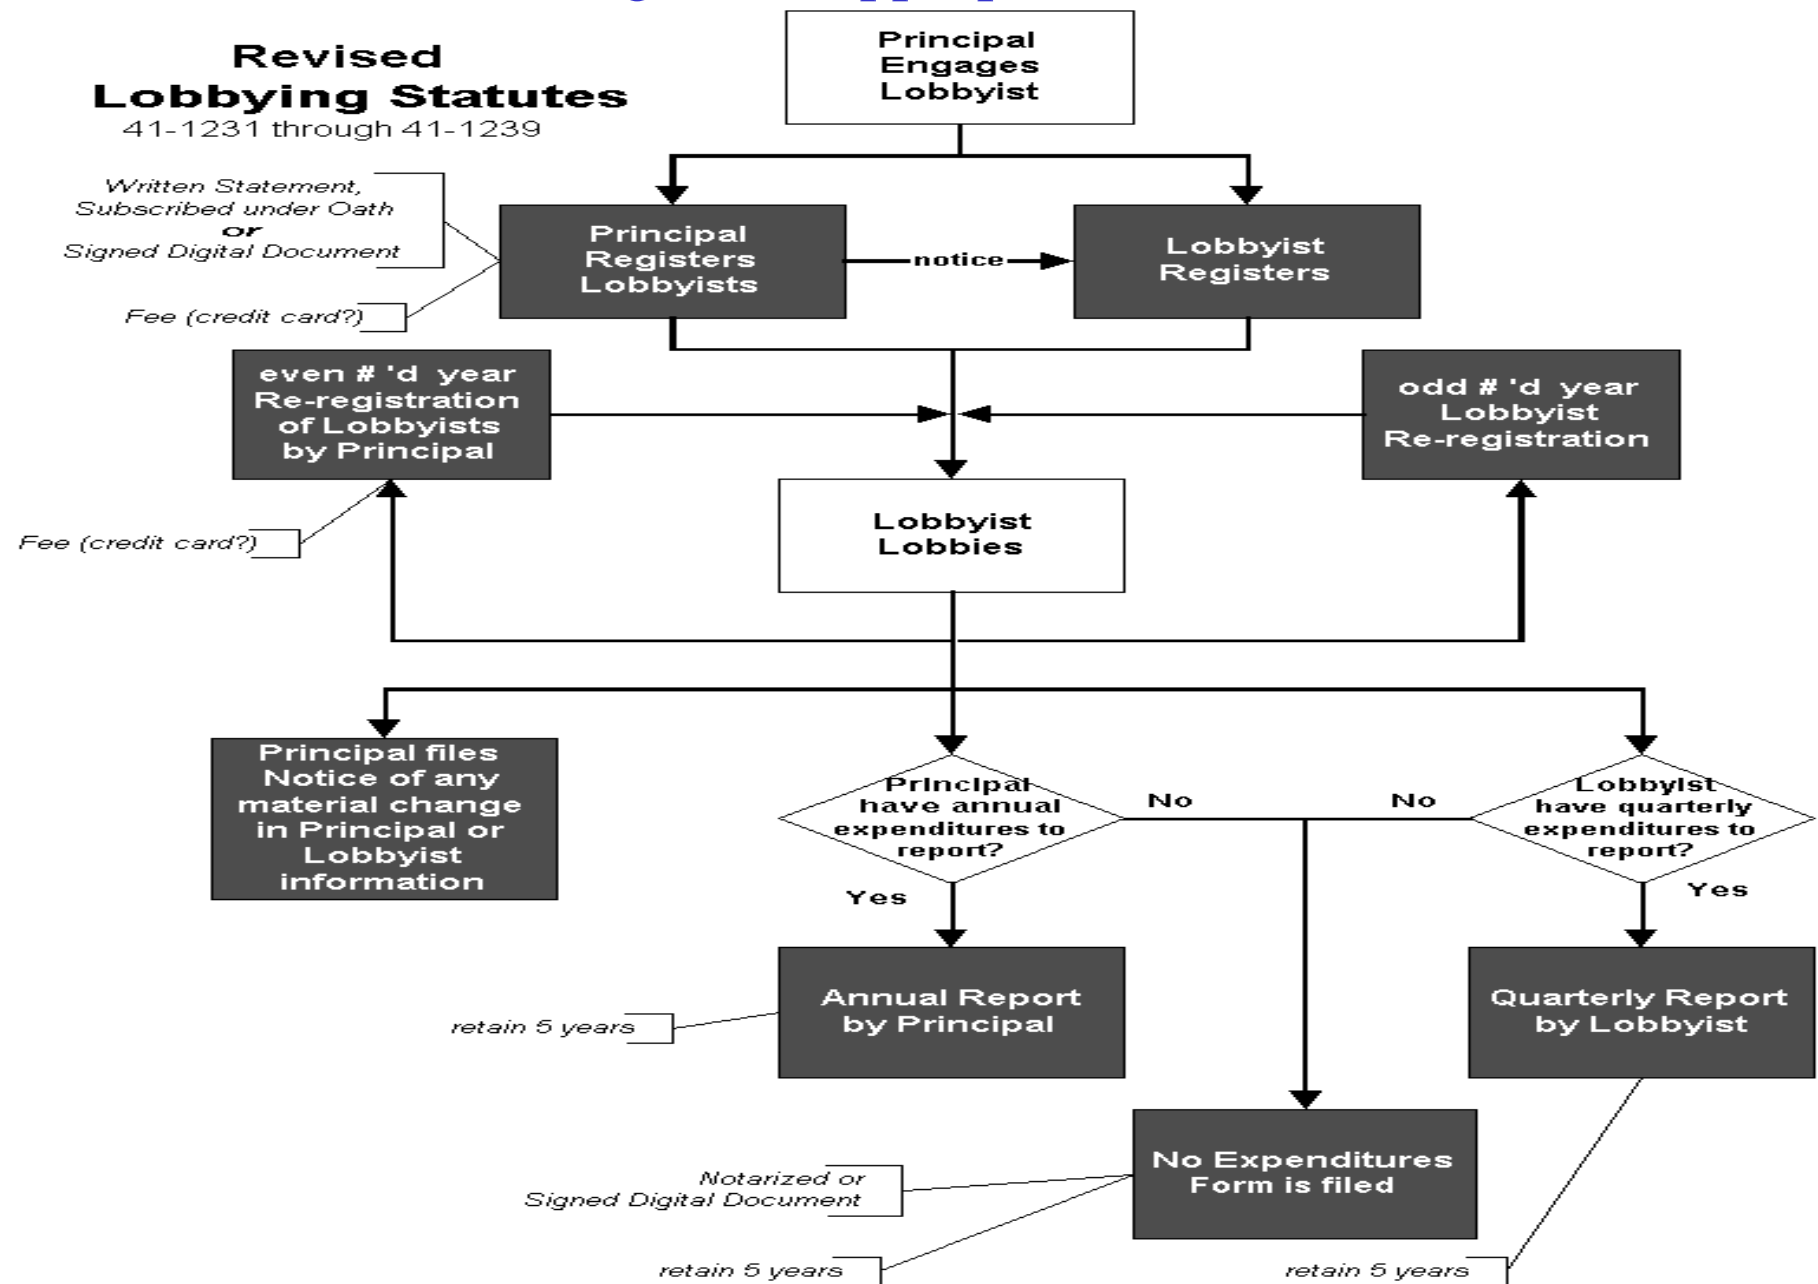 Revised
Lobbying Statutes
41-1231 through 41-1239
Principal
Engages
Lobbyist
Written Statement,
Subscribed under Oath
or
Signed Digital Document
Fee (credit card?)
Principal
Registers
Lobbyists
notice
Lobbyist
Registers
even # 'd year
Re-registration
of Lobbyists
by Principal
odd # 'd year
Lobbyist
Re-registration
Fee (credit card?)
Lobbyist
Lobbies
Principal files
Notice of any
material change
in Principal or
Lobbyist
information
Principal
have annual
expenditures to
report?
No
No
Lobbyist
have quarterly
expenditures to
report?
Yes
Yes
Annual Report
by Principal
retain 5 years
Quarterly Report
by Lobbyist
No Expenditures
Form is filed
Notarized or
Signed Digital Document
retain 5 years
retain 5 years